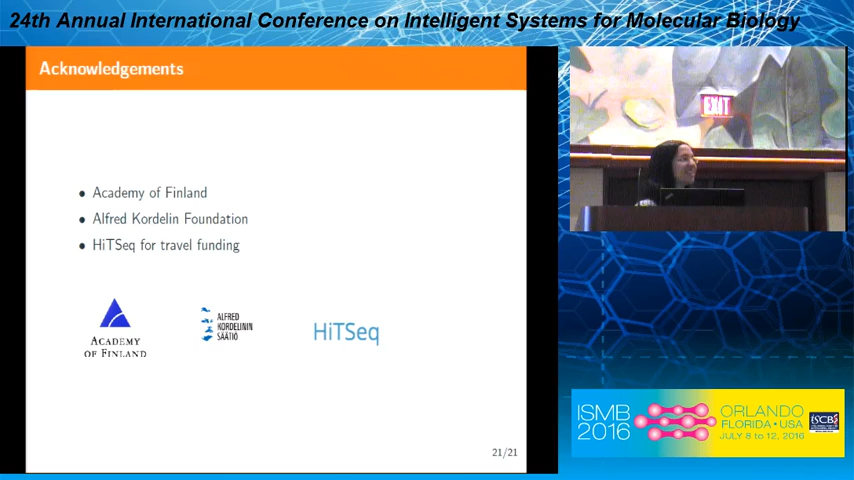 24th Annual International Conference on Intelligent Systems for Molecular Biology
Acknowledgements
• Academy of Finland
• Alfred Kordelin Foundation
• HiTSeq for travel funding
ACADEMY
OF FINLAND
ALFRED
KORDELININ
SÄÄTIÖ
HiTSeq
21/21
EXIT
ISMB
2016
ORLANDO
FLORIDA • USA
JULY 8 to 12, 2016
ISCB